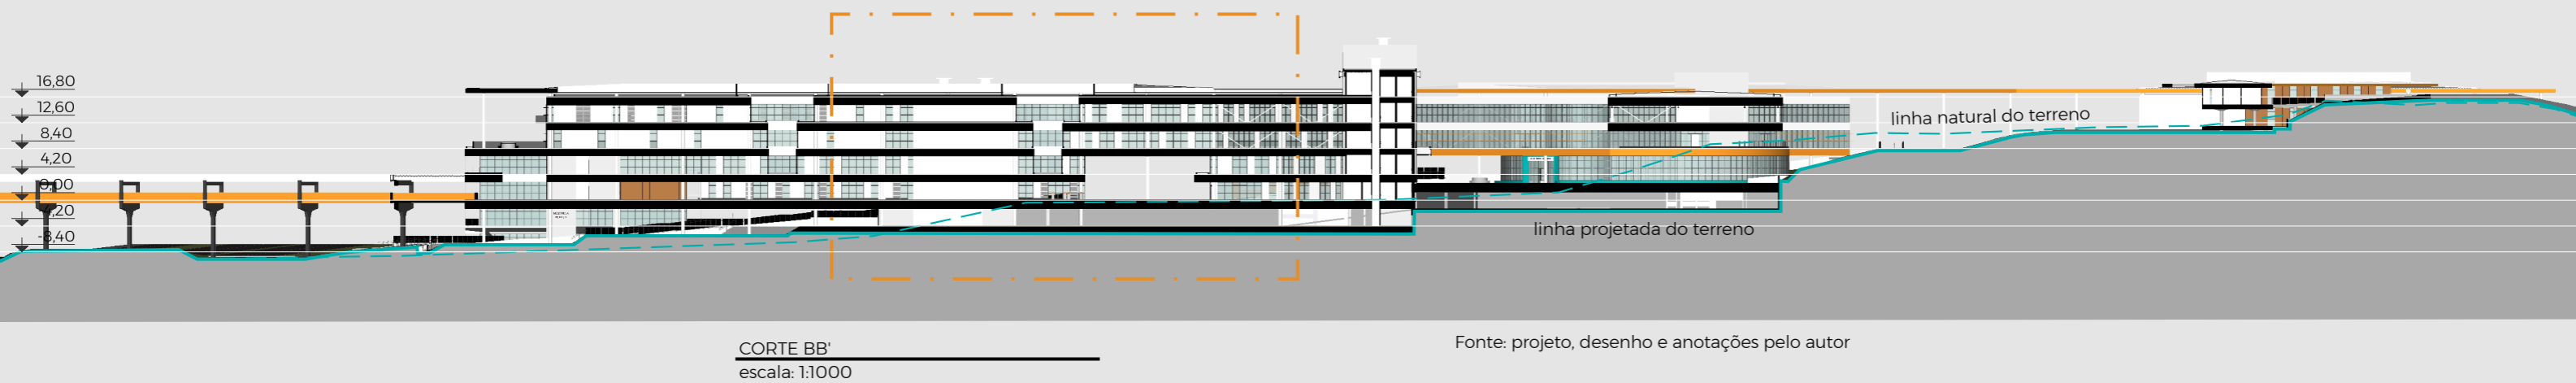 16,80
12,60
8,40
4,20
0,00
-4,20
-8,40
linha natural do terreno
linha projetada do terreno
CORTE BB'
escala: 1:1000
Fonte: projeto, desenho e anotações pelo autor